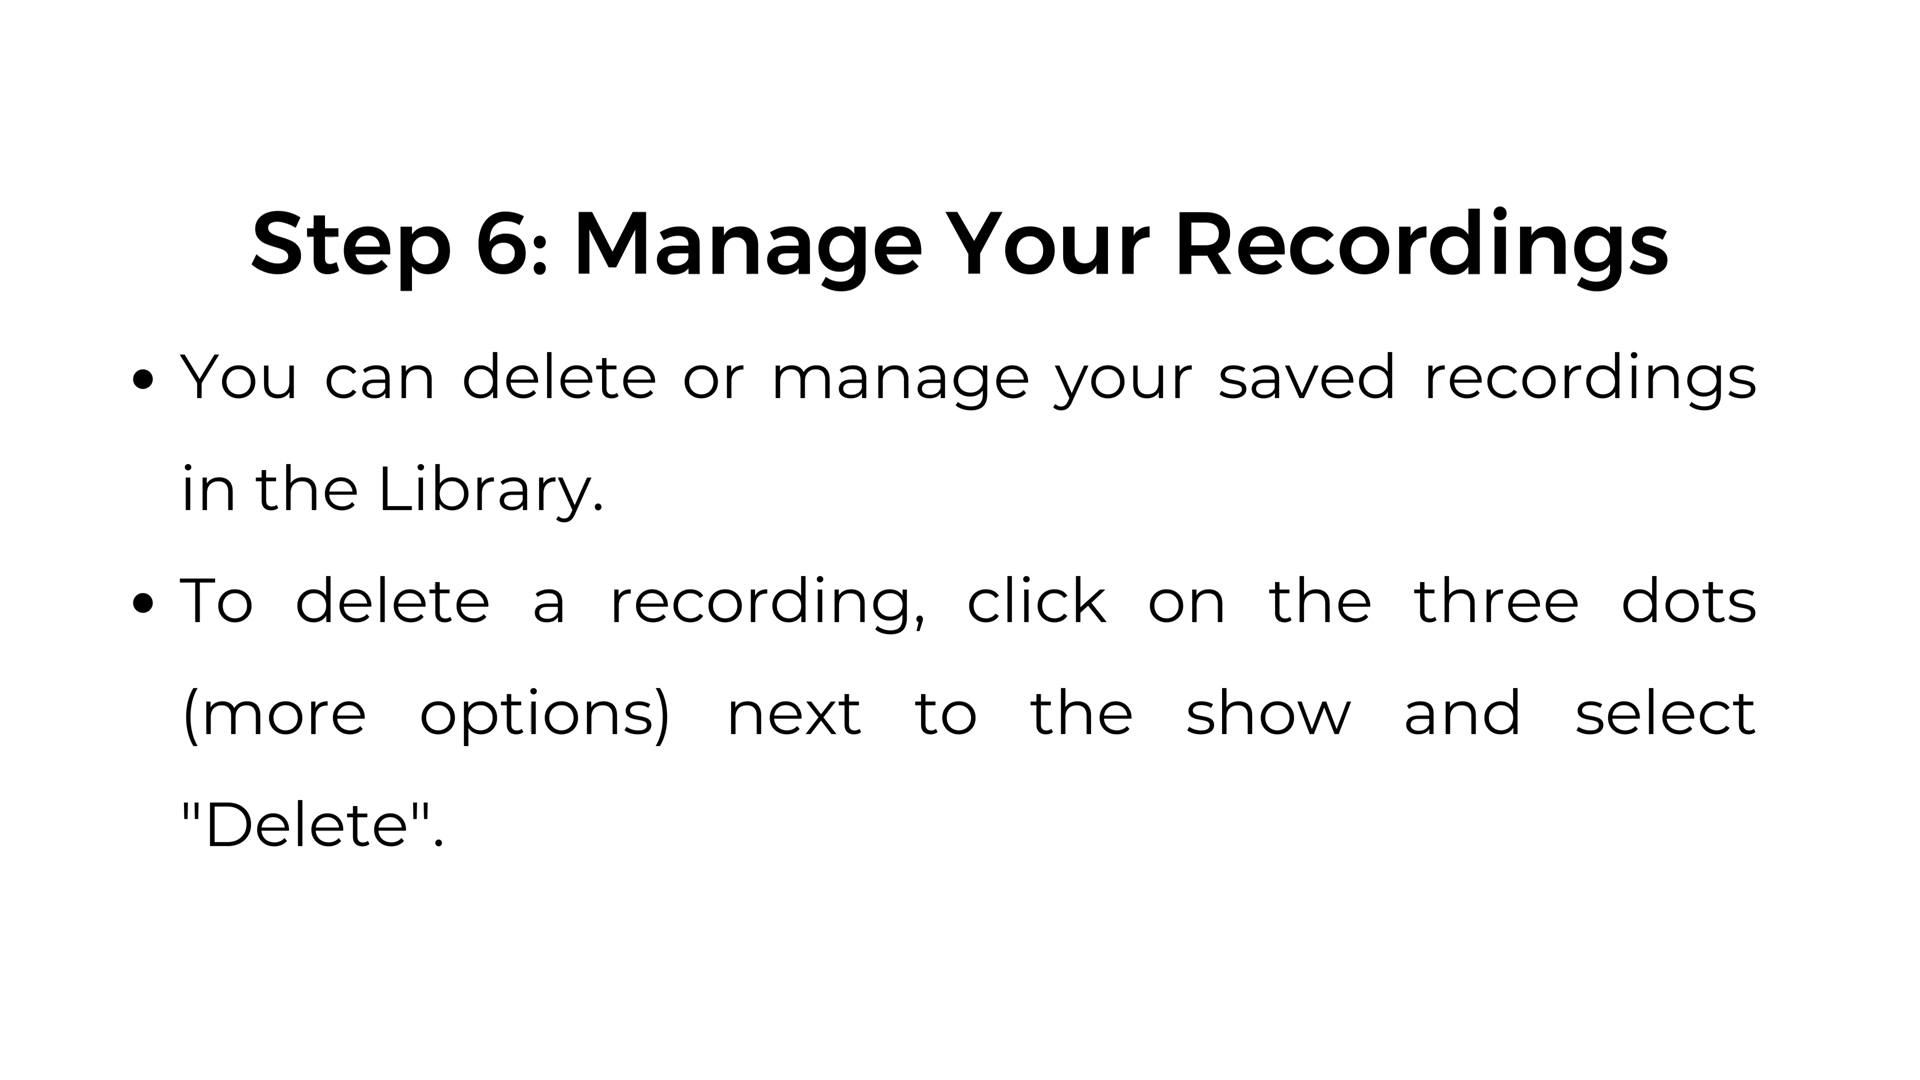 Step 6: Manage Your Recordings
• You can delete or manage your saved recordings
in the Library.
• To delete a recording, click on the three dots
(more options) next to the show and select
"Delete".